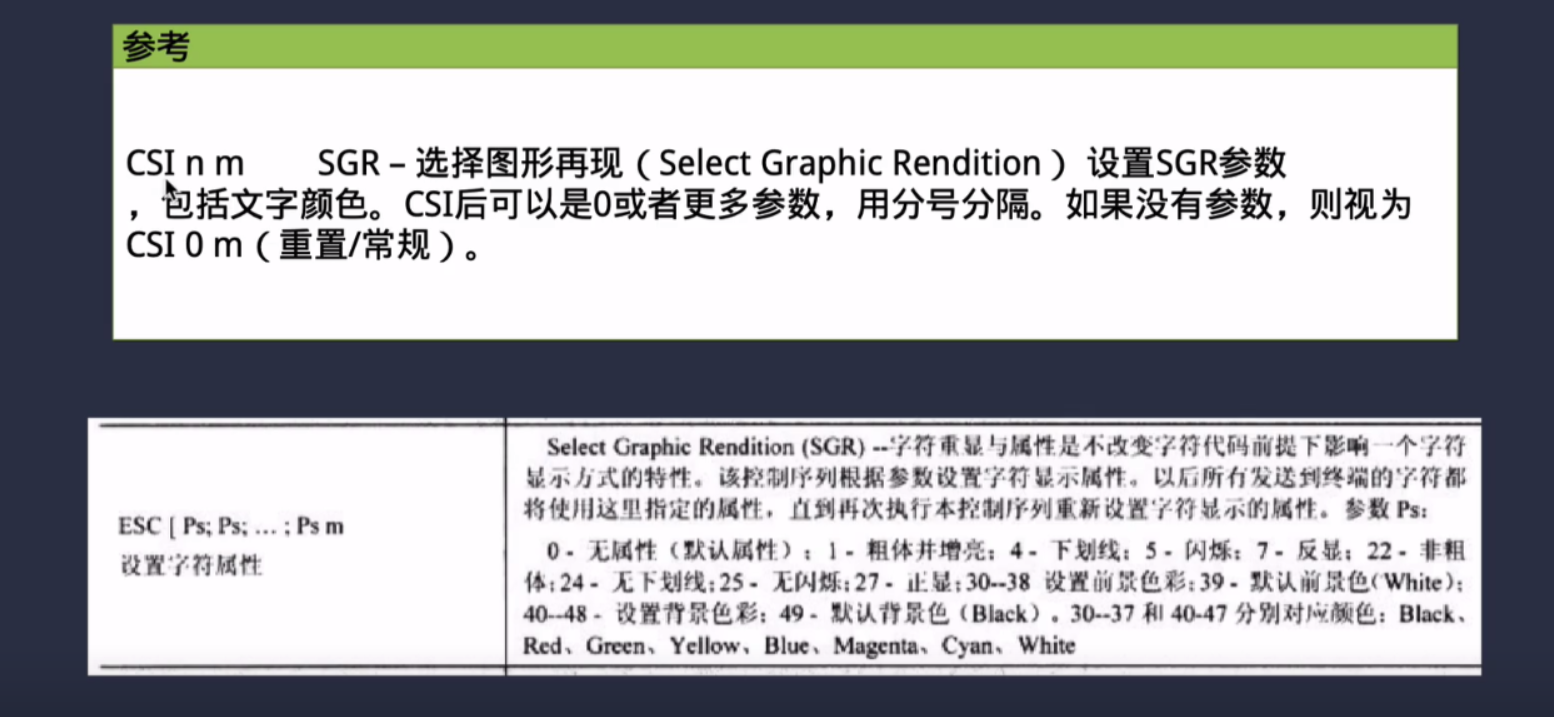 参考
CSI n m SGR – 选择图形再现（Select Graphic Rendition） 设置SGR参数
，包括文字颜色。CSI后可以是0或者更多参数，用分号分隔。如果没有参数，则视为
CSI 0 m（重置/常规）。
Select Graphic Rendition (SGR) --字符重显与属性是不改变字符代码前提下影响一个字符
显示方式的特性。该控制序列根据参数设置字符显示属性。以后所有发送到终端的字符都
将使用这里指定的属性，直到再次执行本控制序列重新设置字符显示的属性。参数 Ps：
ESC [ Ps; Ps; … ; Ps m
设置字符属性
0 - 无属性（默认属性）；1 - 粗体并增亮；4 - 下划线；5 - 闪烁；7 - 反显；22 - 非粗
体；24 - 无下划线；25 - 无闪烁；27 - 正显；30--38 设置前景色彩；39 - 默认前景色（White）；
40--48 - 设置背景色彩；49 - 默认背景色（Black）。30--37 和 40-47 分别对应颜色：Black、
Red、Green、Yellow、Blue、Magenta、Cyan、White